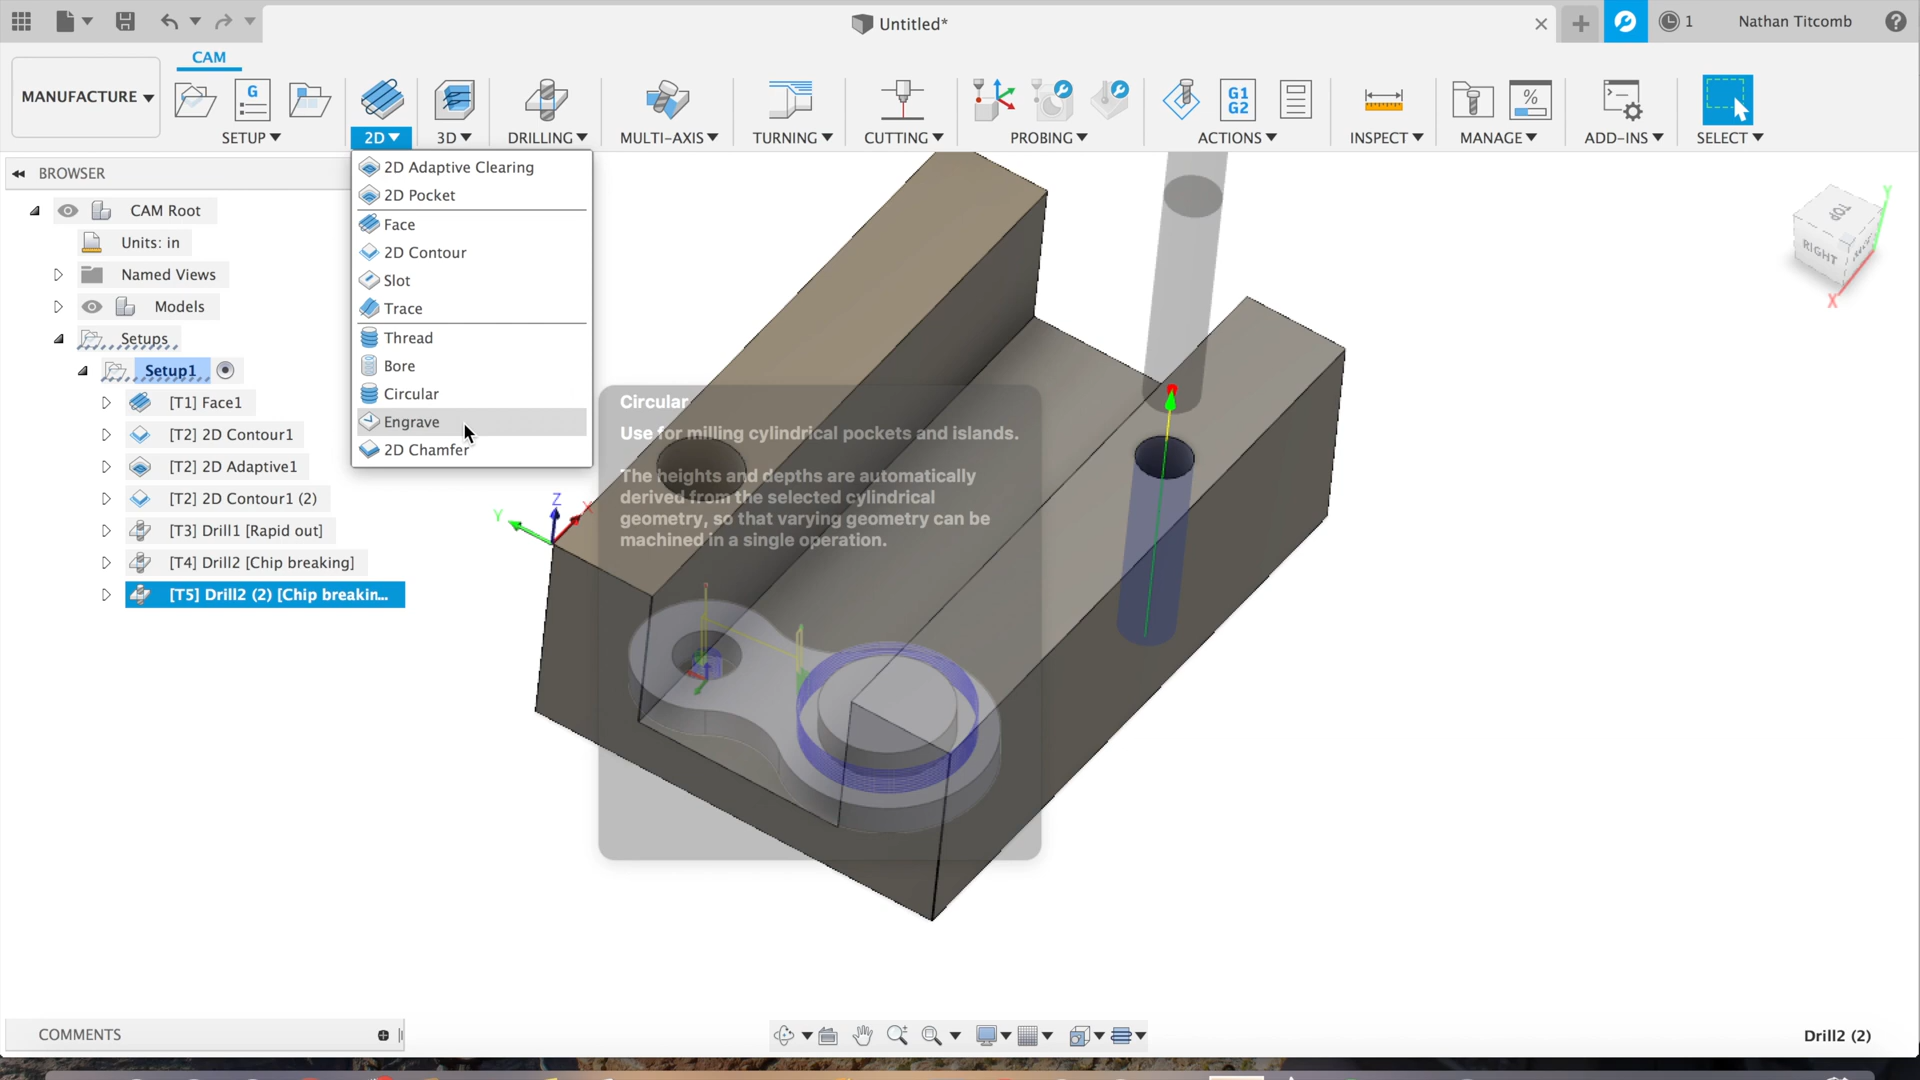 Untitled*
1
Nathan Titcomb
CAM
MANUFACTURE
G
G1
G2
%
SETUP
2D
3D
DRILLING
MULTI-AXIS
TURNING
CUTTING
PROBING
ACTIONS
INSPECT
MANAGE
ADD-INS
SELECT
BROWSER
CAM Root
Units: in
Named Views
Models
Setups
Setup1
[T1] Face1
[T2] 2D Contour1
[T2] 2D Adaptive1
[T2] 2D Contour1 (2)
[T3] Drill1 [Rapid out]
[T4] Drill2 [Chip breaking]
[T5] Drill2 (2) [Chip breakin...
2D Adaptive Clearing
2D Pocket
Face
2D Contour
Slot
Trace
Thread
Bore
Circular
Engrave
2D Chamfer
Circular
Use for milling cylindrical pockets and islands.
The heights and depths are automatically
derived from the selected cylindrical
geometry, so that varying geometry can be
machined in a single operation.
Z
X
Y
TOP
RIGHT
Y
X
COMMENTS
Drill2 (2)